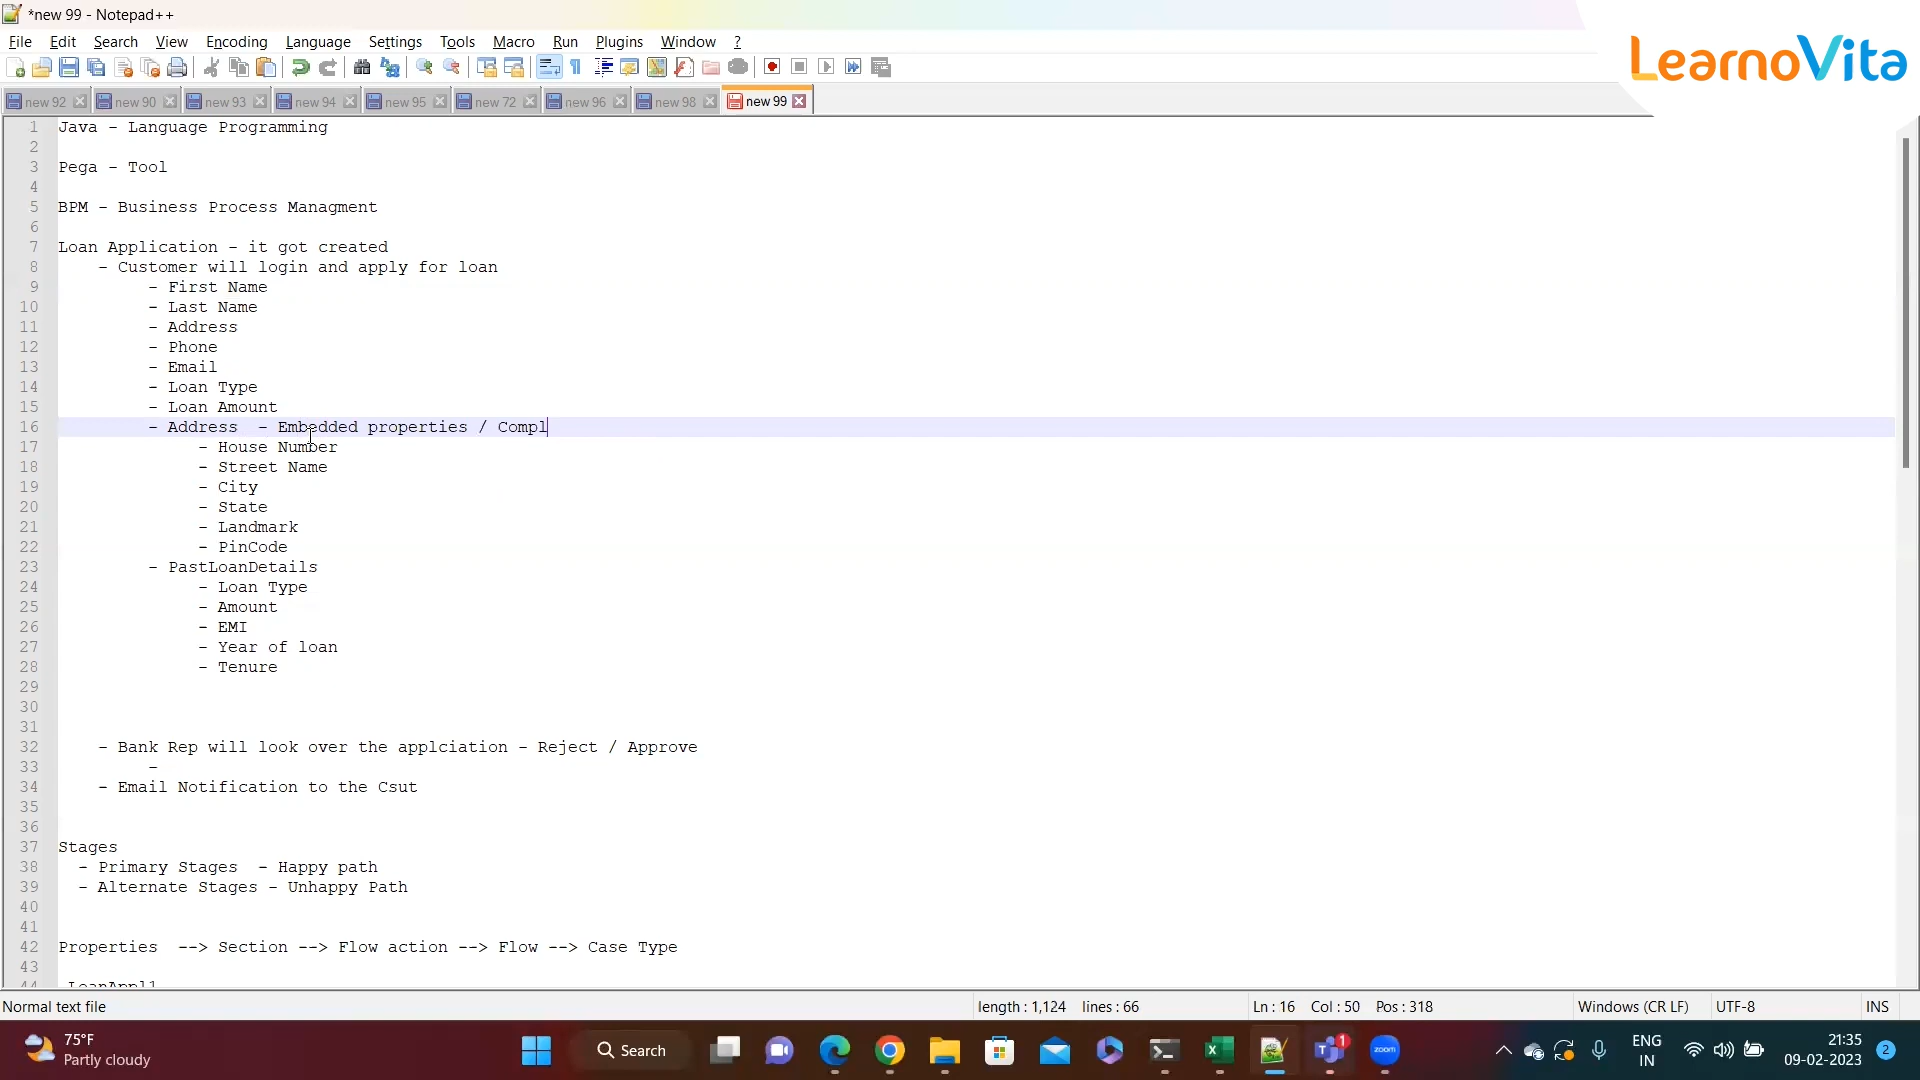 *new 99 - Notepad++
LearnoVita
File Edit Search View Encoding Language Settings Tools Macro Run Plugins Window ?
new 92 new 90 new 93 new 94 new 95 new 72 new 96 new 98 new 99
1 Java - Language Programming
2
3 Pega - Tool
4
5 BPM - Business Process Managment
6
7 Loan Application - it got created
8 - Customer will login and apply for loan
9 - First Name
10 - Last Name
11 - Address
12 - Phone
13 - Email
14 - Loan Type
15 - Loan Amount
16 - Address - Embedded properties / Compl
17 - House Number
18 - Street Name
19 - City
20 - State
21 - Landmark
22 - PinCode
23 - PastLoanDetails
24 - Loan Type
25 - Amount
26 - EMI
27 - Year of loan
28 - Tenure
29
30
31
32 - Bank Rep will look over the applciation - Reject / Approve
33 -
34 - Email Notification to the Csut
35
36
37 Stages
38 - Primary Stages - Happy path
39 - Alternate Stages - Unhappy Path
40
41
42 Properties --> Section --> Flow action --> Flow --> Case Type
43
44 LoanAppl1
Normal text file length : 1,124 lines : 66 Ln : 16 Col : 50 Pos : 318 Windows (CR LF) UTF-8 INS
75°F
Partly cloudy
Search
1
zoom
ENG
IN
21:35
09-02-2023
2